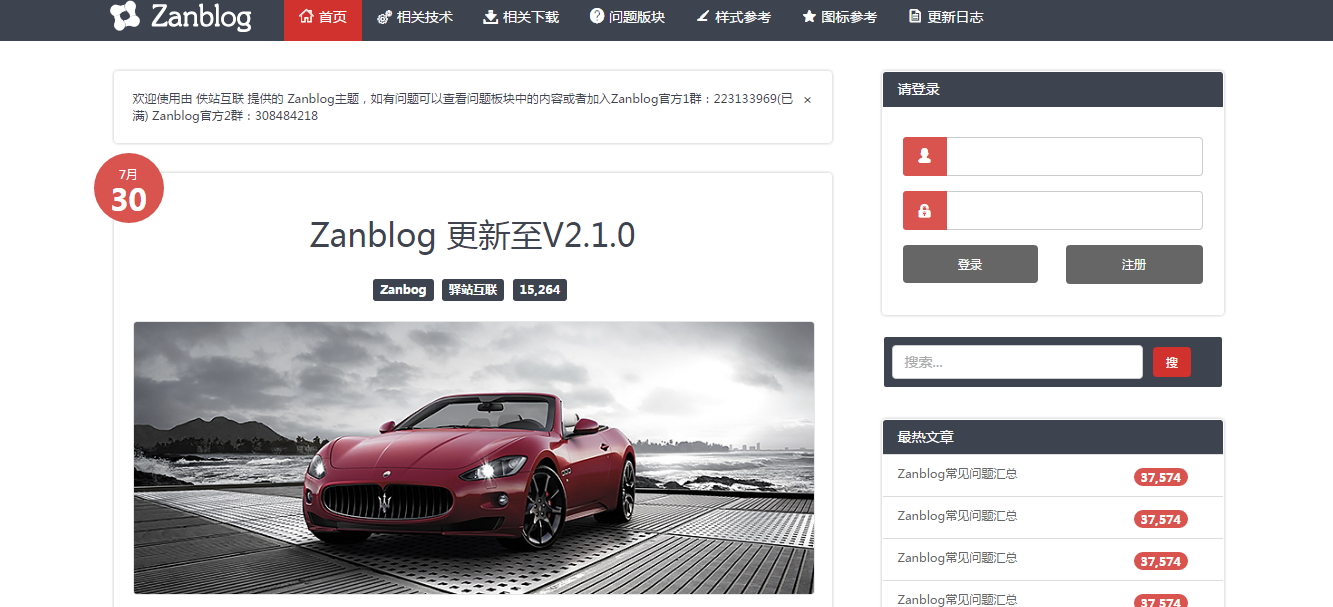 Zanblog 首页 相关技术 相关下载 问题版块 样式参考 图标参考 更新日志
欢迎使用由 佚站互联 提供的 Zanblog主题，如有问题可以查看问题板块中的内容或者加入Zanblog官方1群：223133969(已 ×
满) Zanblog官方2群：308484218
7月
30
Zanblog 更新至V2.1.0
Zanbog 驿站互联 15,264
请登录
登录 注册
搜索... 搜
最热文章
Zanblog常见问题汇总 37,574
Zanblog常见问题汇总 37,574
Zanblog常见问题汇总 37,574
Zanblog常见问题汇总 37,574